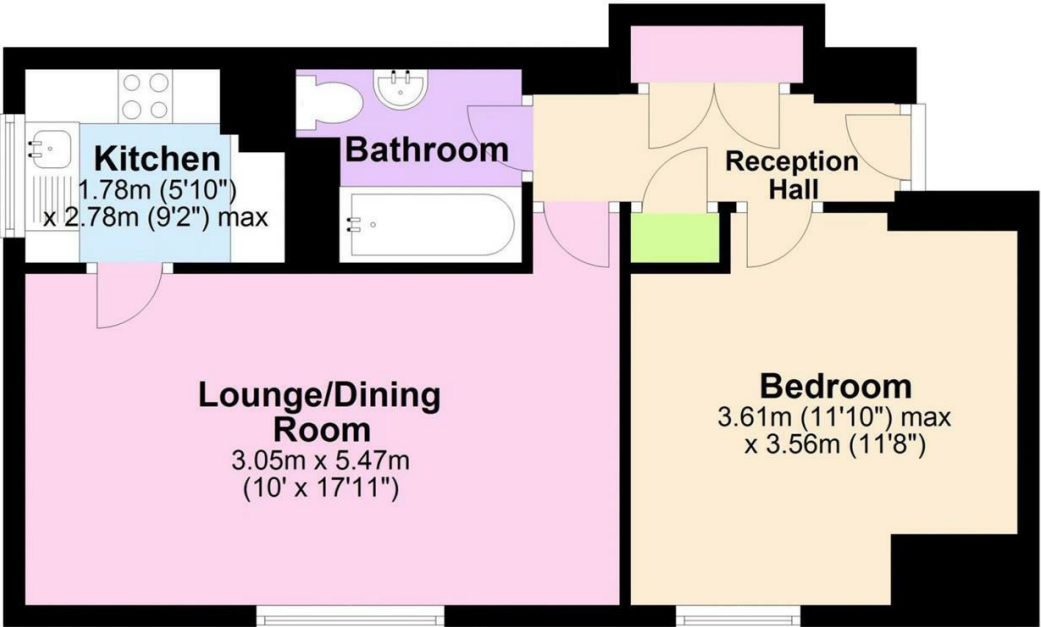 Kitchen
1.78m (5'10")
x 2.78m (9'2") max
Bathroom
Reception
Hall
Lounge/Dining
Room
3.05m x 5.47m
(10' x 17'11")
Bedroom
3.61m (11'10") max
x 3.56m (11'8")